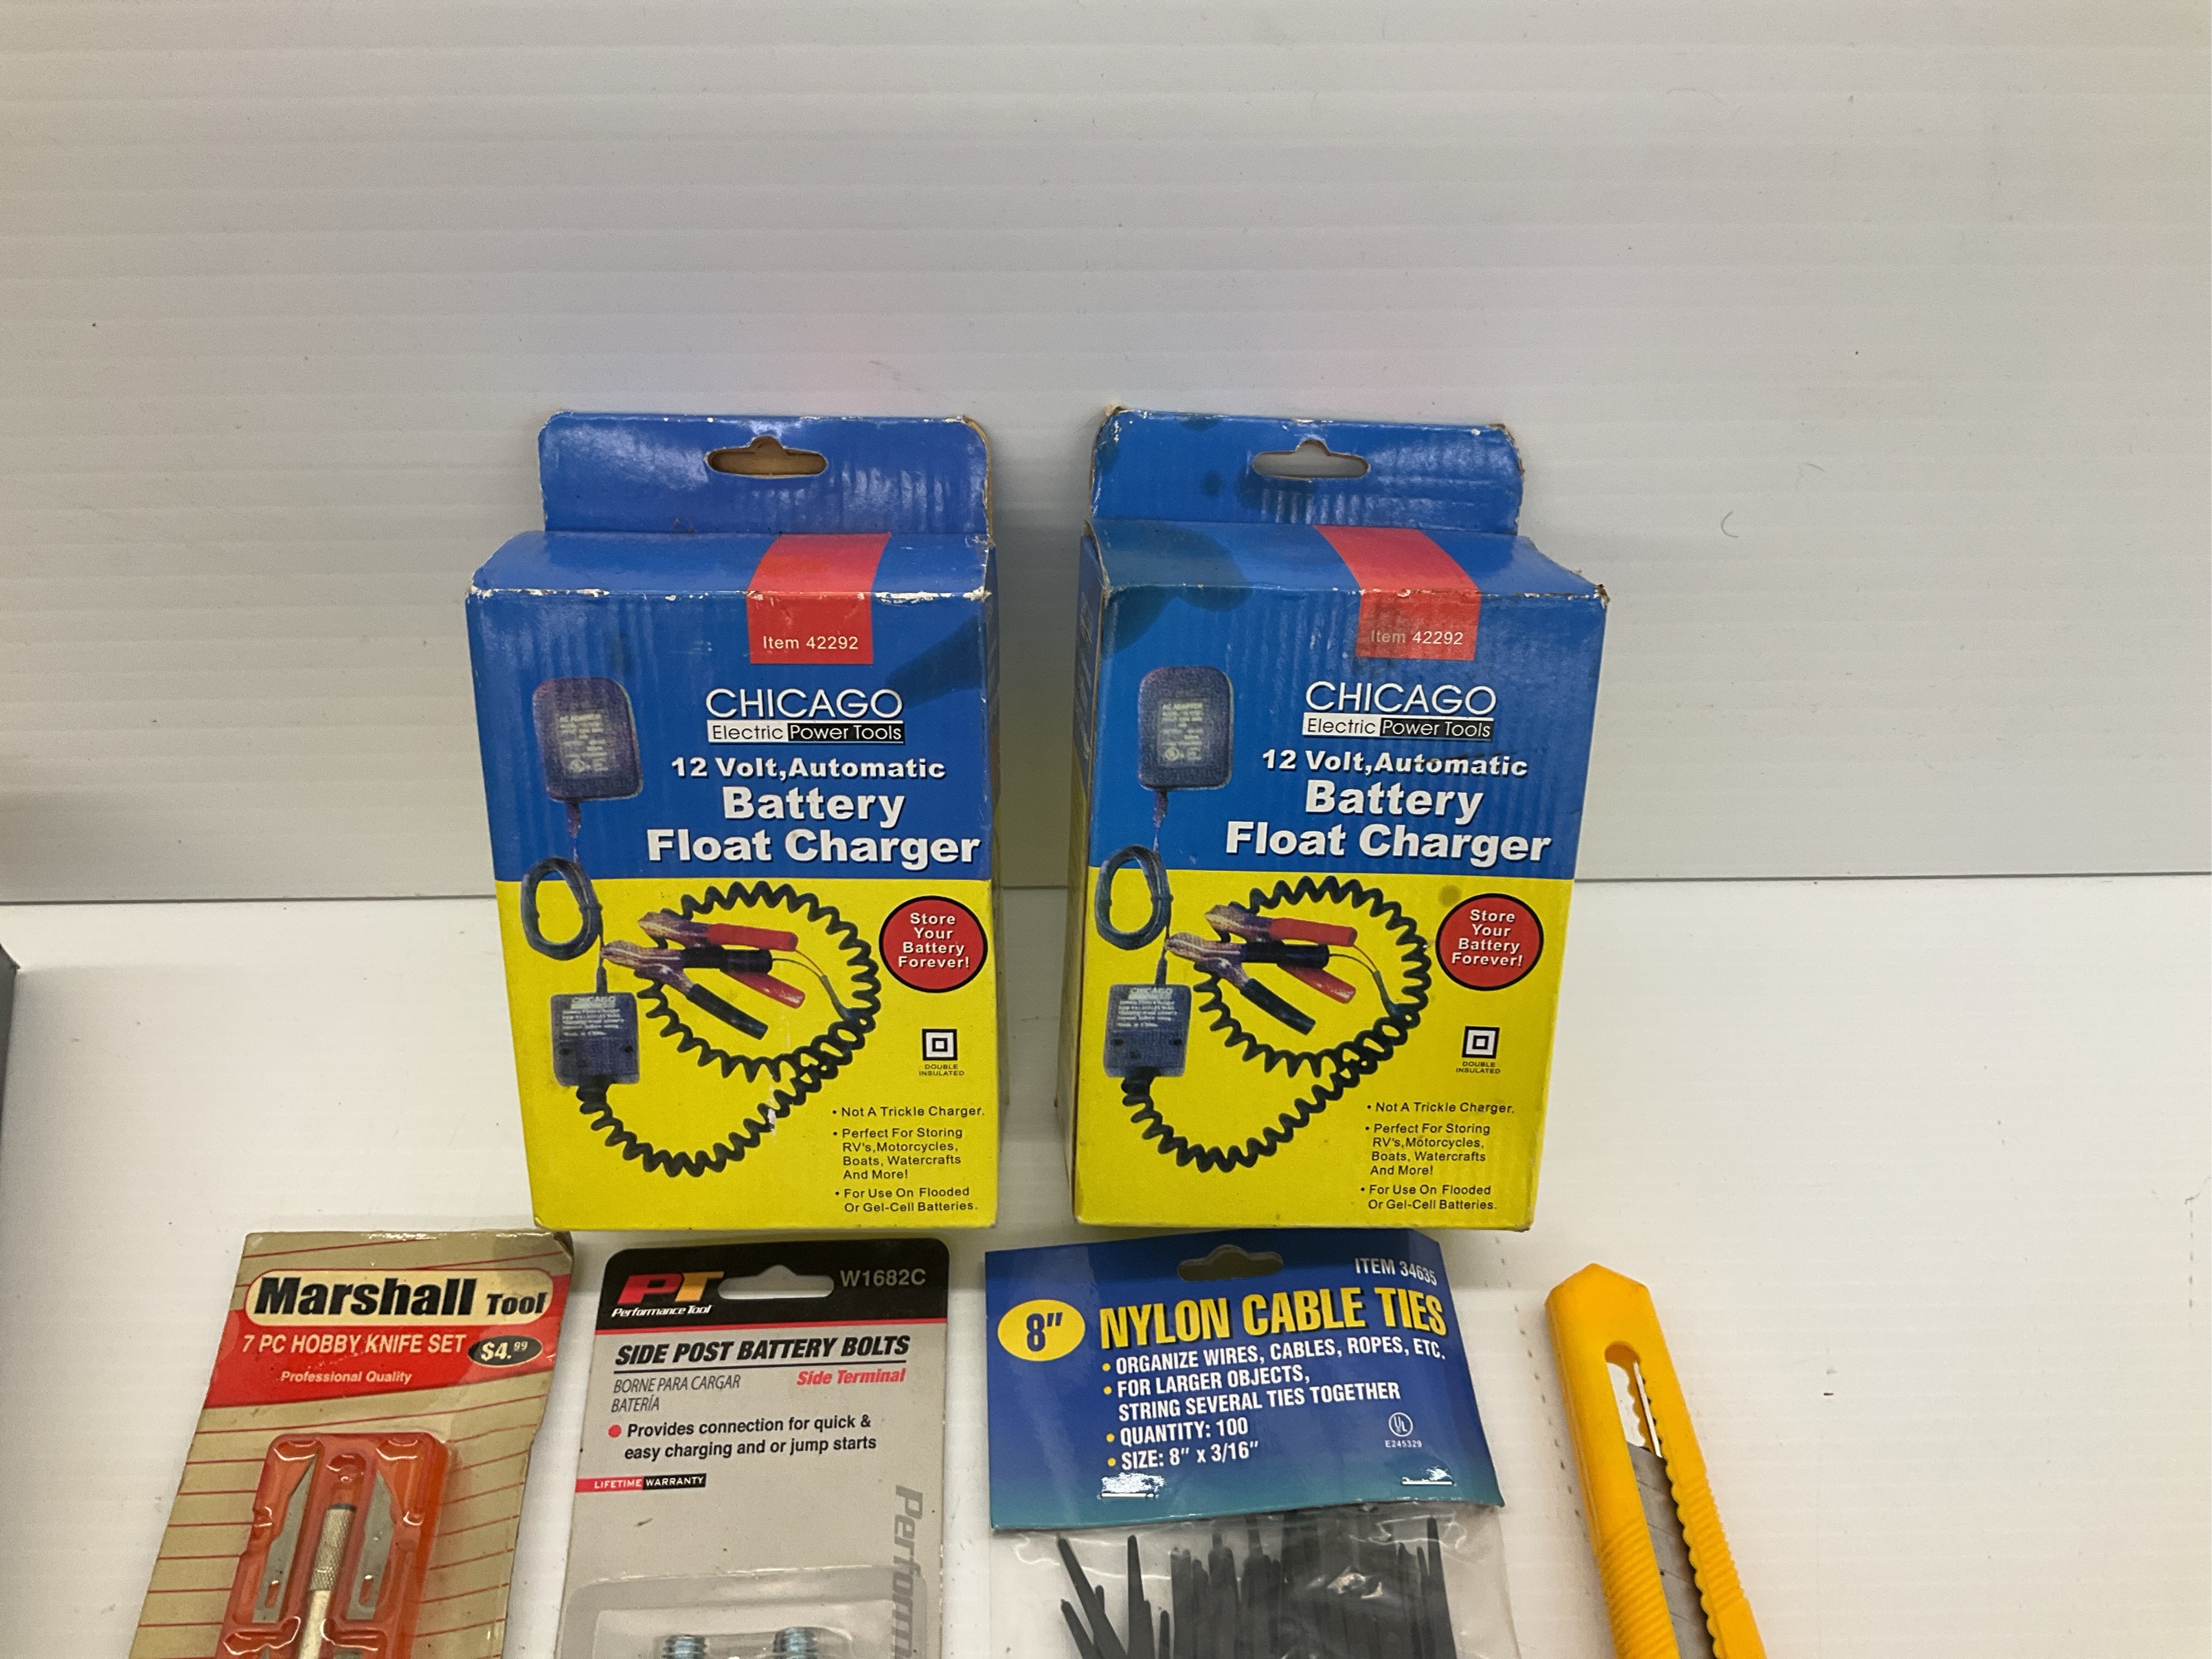 Item 42292
CHICAGO
Electric Power Tools
12 Volt,Automatic
Battery
Float Charger
Store
Your
Battery
Forever!
CHICAGO
DOUBLE
INSULATED
• Not A Trickle Charger.
• Perfect For Storing
RV's,Motorcycles,
Boats, Watercrafts
And More!
• For Use On Flooded
Or Gel-Cell Batteries.
Item 42292
CHICAGO
Electric Power Tools
12 Volt,Automatic
Battery
Float Charger
Store
Your
Battery
Forever!
CHICAGO
DOUBLE
INSULATED
• Not A Trickle Charger.
• Perfect For Storing
RV's,Motorcycles,
Boats, Watercrafts
And More!
• For Use On Flooded
Or Gel-Cell Batteries.
Marshall Tool
7 PC HOBBY KNIFE SET $4.99
Professional Quality
PT W1682C
Performance Tool
SIDE POST BATTERY BOLTS
BORNE PARA CARGAR
BATERÍA
Side Terminal
Provides connection for quick &
easy charging and or jump starts
LIFETIME WARRANTY
ITEM 34635
8" NYLON CABLE TIES
• ORGANIZE WIRES, CABLES, ROPES, ETC.
• FOR LARGER OBJECTS,
STRING SEVERAL TIES TOGETHER
• QUANTITY: 100
• SIZE: 8" x 3/16"
UL
E245329